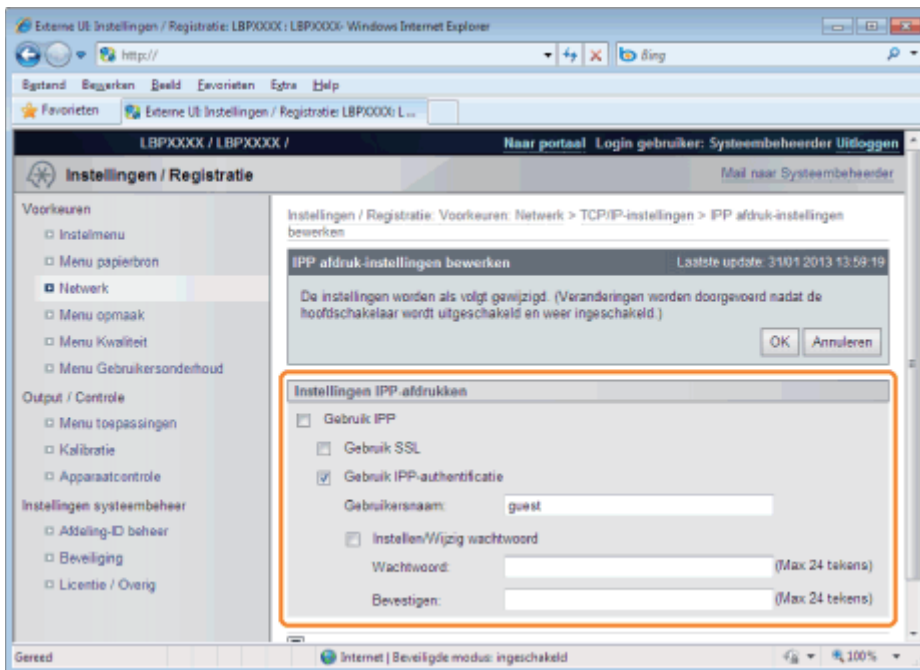 Externe UI: Instellingen / Registratie: LBPXXXX : LBPXXXX- Windows Internet Explorer
http://
Bing
Bestand Bewerken Beeld Favorieten Extra Help
Favorieten
Externe UI: Instellingen / Registratie: LBPXXXX: L...
LBPXXXX / LBPXXXX /
Naar portaal Login gebruiker: Systeembeheerder Uitloggen
Instellingen / Registratie
Mail naar Systeembeheerder
Voorkeuren
Instelmenu
Menu papierbron
Netwerk
Menu opmaak
Menu Kwaliteit
Menu Gebruikersonderhoud
Output / Controle
Menu toepassingen
Kalibratie
Apparaatcontrole
Instellingen systeembeheer
Afdeling-ID beheer
Beveiliging
Licentie / Overig
Instellingen / Registratie: Voorkeuren: Netwerk > TCP/IP-instellingen > IPP afdruk-instellingen
bewerken
IPP afdruk-instellingen bewerken
Laatste update: 31/01 2013 13:59:19
De instellingen worden als volgt gewijzigd. (Veranderingen worden doorgevoerd nadat de
hoofdschakelaar wordt uitgeschakeld en weer ingeschakeld.)
OK
Annuleren
Instellingen IPP-afdrukken
Gebruik IPP
Gebruik SSL
Gebruik IPP-authentificatie
Gebruikersnaam:
guest
Instellen/Wijzig wachtwoord
Wachtwoord:
(Max 24 tekens)
Bevestigen:
(Max 24 tekens)
Gereed
Internet | Beveiligde modus: ingeschakeld
100%